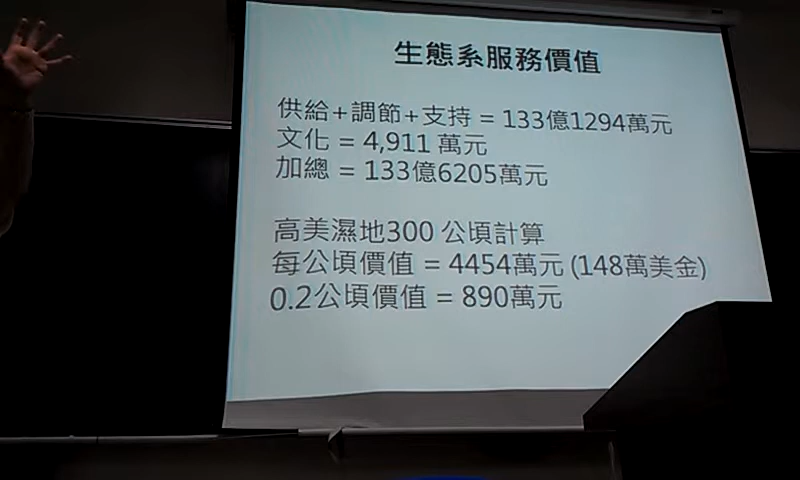 生態系服務價值
供給+調節+支持 = 133億1294萬元
文化 = 4,911 萬元
加總 = 133億6205萬元
高美濕地300 公頃計算
每公頃價值 = 4454萬元 (148萬美金)
0.2公頃價值 = 890萬元